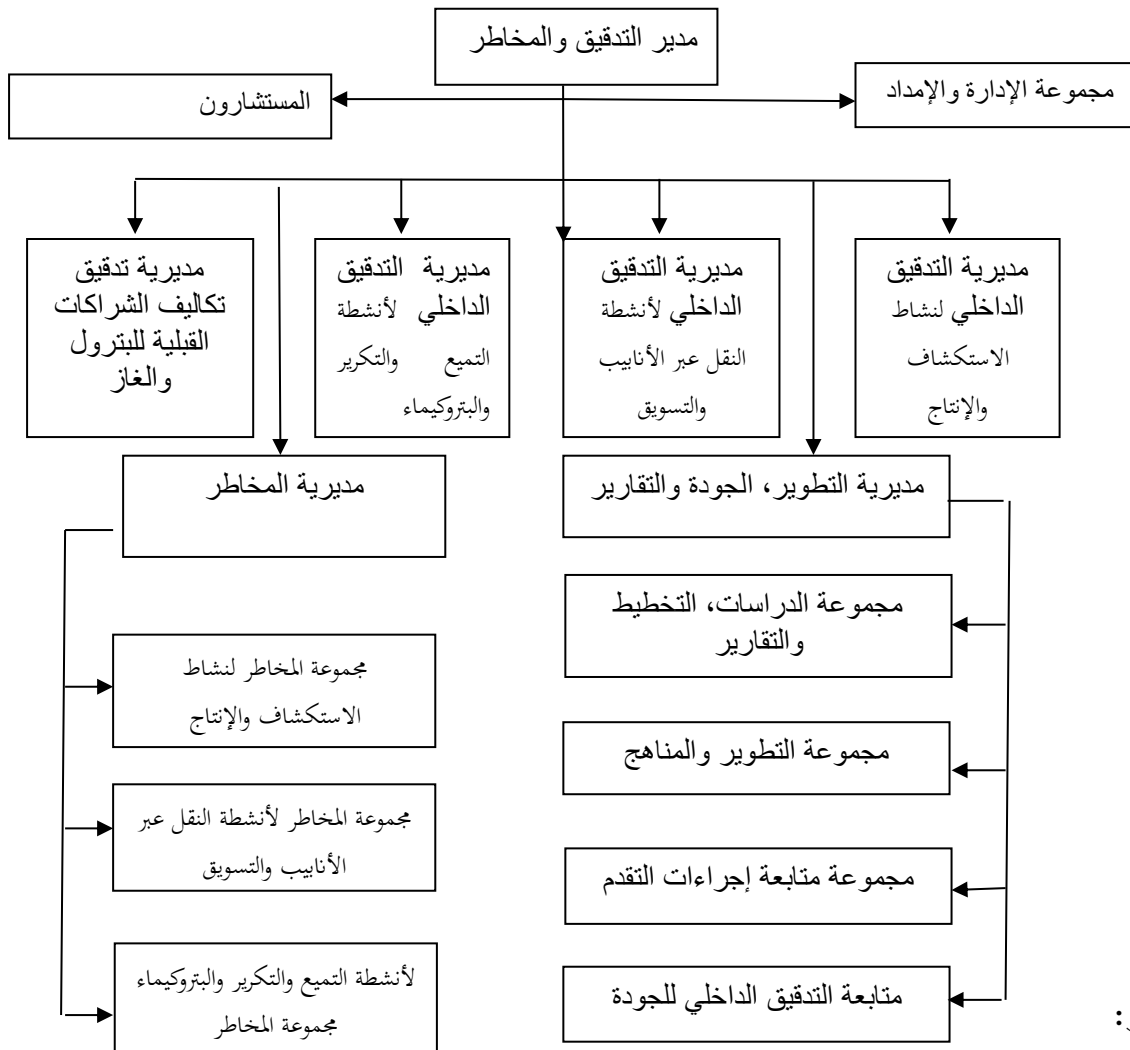 مدير التدقيق والمخاطر
مجموعة الإدارة والإمداد
المستشارون
مديرية التدقيق
الداخلي لنشاط
الاستكشاف
والإنتاج
مديرية التدقيق
الداخلي لأنشطة
النقل عبر الأنابيب
والتسويق
مديرية التدقيق
الداخلي لأنشطة
التميع والتكرير
والبتروكيماء
مديرية تدقيق
تكاليف الشراكات
القبلية للبترول
والغاز
مديرية التطوير، الجودة والتقارير
مديرية المخاطر
مجموعة الدراسات، التخطيط
والتقارير
مجموعة التطوير والمناهج
مجموعة متابعة إجراءات التقدم
متابعة التدقيق الداخلي للجودة
مجموعة المخاطر لنشاط
الاستكشاف والإنتاج
مجموعة المخاطر لأنشطة النقل عبر
الأنابيب والتسويق
لأنشطة التميع والتكرير والبتروكيماء
مجموعة المخاطر